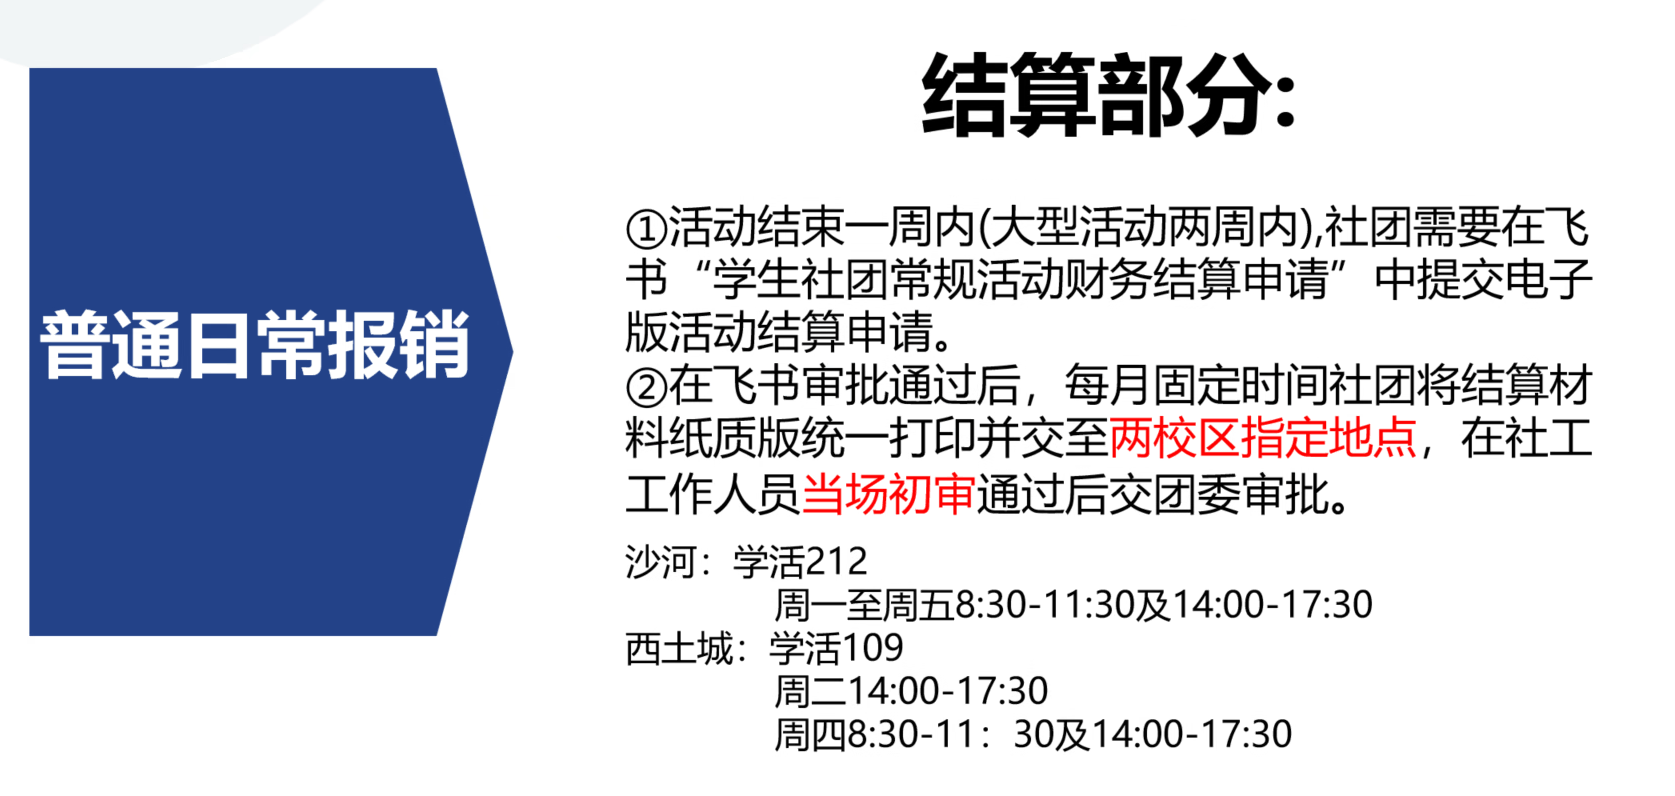 普通日常报销
结算部分:
①活动结束一周内(大型活动两周内),社团需要在飞
书“学生社团常规活动财务结算申请”中提交电子
版活动结算申请。
②在飞书审批通过后，每月固定时间社团将结算材
料纸质版统一打印并交至两校区指定地点，在社工
工作人员当场初审通过后交团委审批。
沙河：学活212
周一至周五8:30-11:30及14:00-17:30
西土城：学活109
周二14:00-17:30
周四8:30-11：30及14:00-17:30